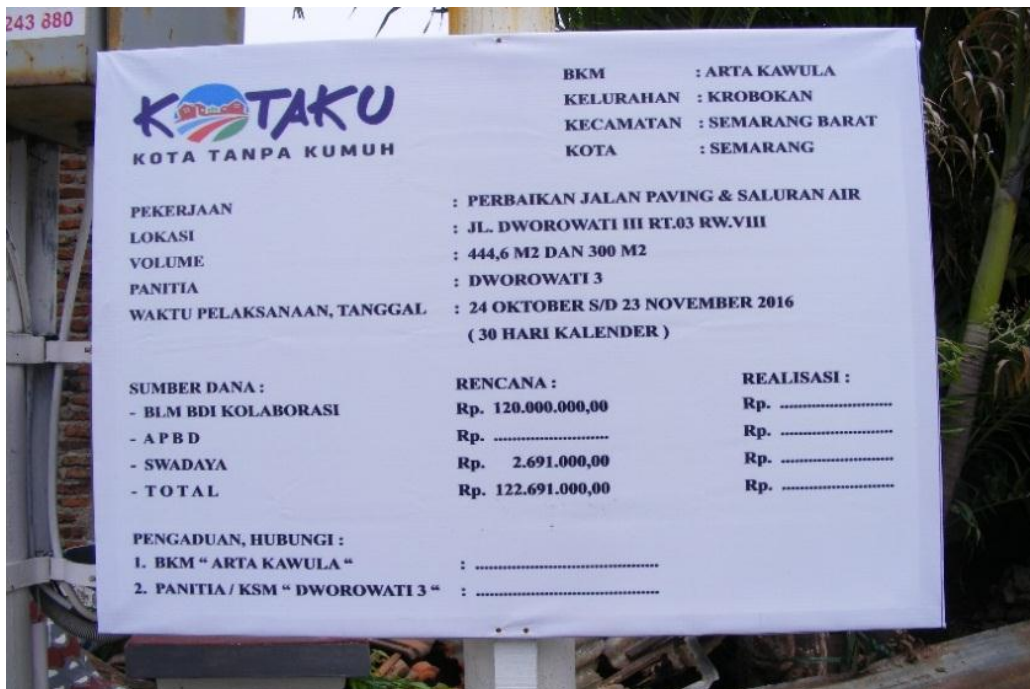 243 880
KOTAKU
KOTA TANPA KUMUH
BKM : ARTA KAWULA
KELURAHAN : KROBOKAN
KECAMATAN : SEMARANG BARAT
KOTA : SEMARANG
PEKERJAAN : PERBAIKAN JALAN PAVING & SALURAN AIR
LOKASI : JL. DWOROWATI III RT.03 RW.VIII
VOLUME : 444,6 M2 DAN 300 M2
PANITIA : DWOROWATI 3
WAKTU PELAKSANAAN, TANGGAL : 24 OKTOBER S/D 23 NOVEMBER 2016
( 30 HARI KALENDER )
SUMBER DANA : RENCANA : REALISASI :
- BLM BDI KOLABORASI Rp. 120.000.000,00 Rp. ............................
- A P B D Rp. ............................ Rp. ............................
- SWADAYA Rp. 2.691.000,00 Rp. ............................
- T O T A L Rp. 122.691.000,00 Rp. ............................
PENGADUAN, HUBUNGI :
1. BKM “ ARTA KAWULA “ : .............................................
2. PANITIA / KSM “ DWOROWATI 3 “ : .............................................